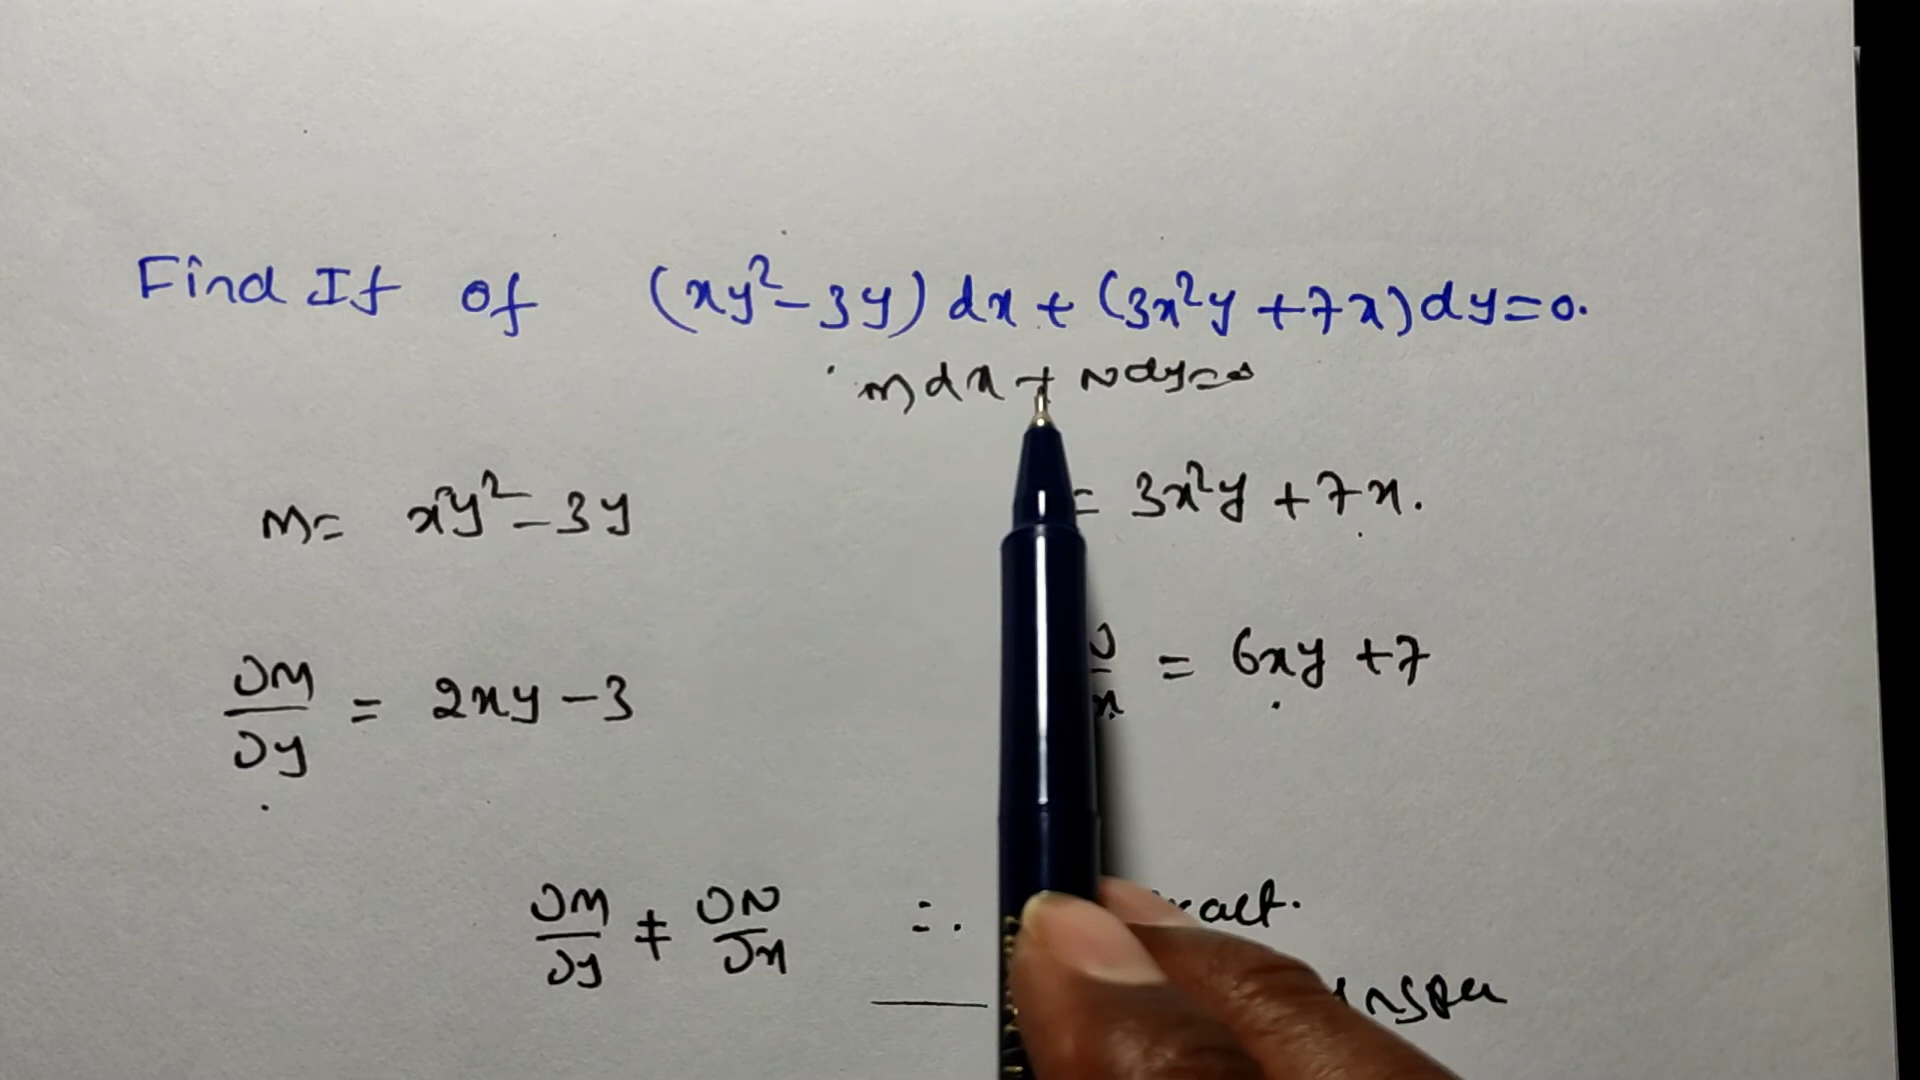 Find If of (xy²-3y)dx+(3x²y+7x)dy=0.
mdx+Ndy=0
m= xy²-3y = 3x²y+7x.
∂M/∂y = 2xy-3 = 6xy+7
∂M/∂y ≠ ∂N/∂x ∴